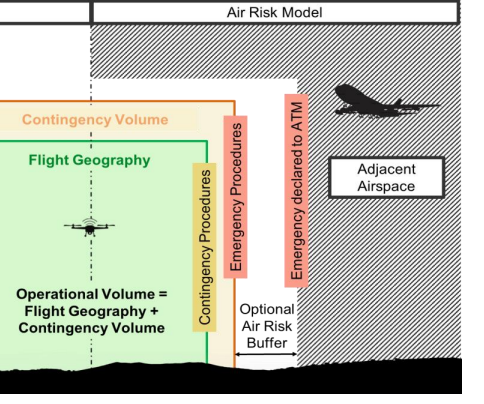 Air Risk Model
Contingency Volume
Flight Geography
Contingency Procedures
Emergency Procedures
Emergency declared to ATM
Adjacent
Airspace
Operational Volume =
Flight Geography +
Contingency Volume
Optional
Air Risk
Buffer